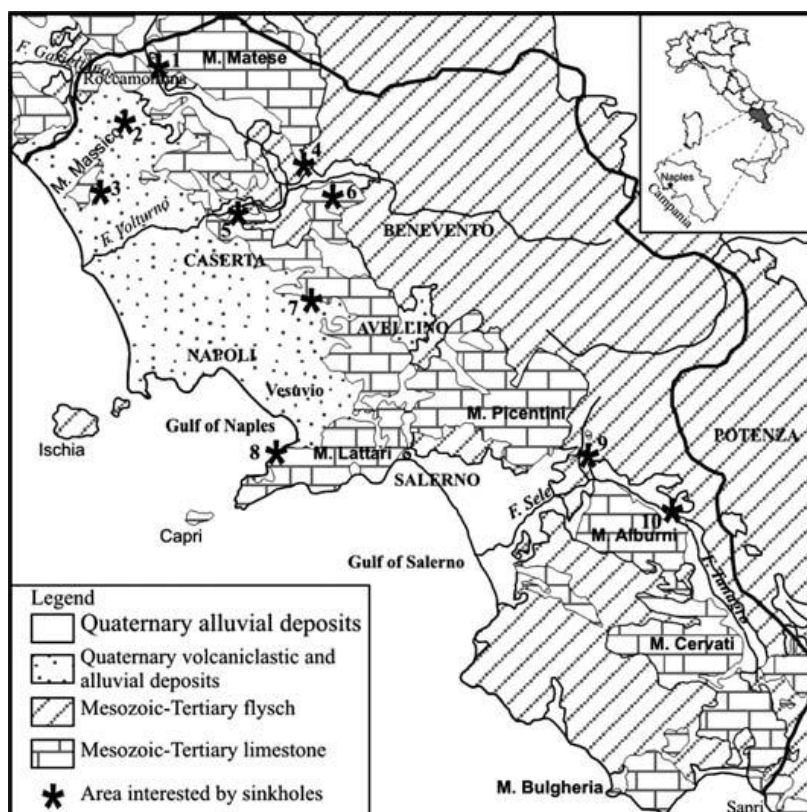 F. Garigliano
1
M. Matese
Roccamonfina
2
M. Massico
4
3
6
F. Volturno
5
BENEVENTO
CASERTA
7
AVELLINO
NAPOLI
Vesuvio
M. Picentini
Ischia
Gulf of Naples
POTENZA
9
8
M. Lattari
SALERNO
F. Sele
Capri
10
M. Alburni
Gulf of Salerno
F. Tanagro
M. Cervati
M. Bulgheria
Sapri
Naples
Campania
Legend
Quaternary alluvial deposits
Quaternary volcaniclastic and
alluvial deposits
Mesozoic-Tertiary flysch
Mesozoic-Tertiary limestone
Area interested by sinkholes